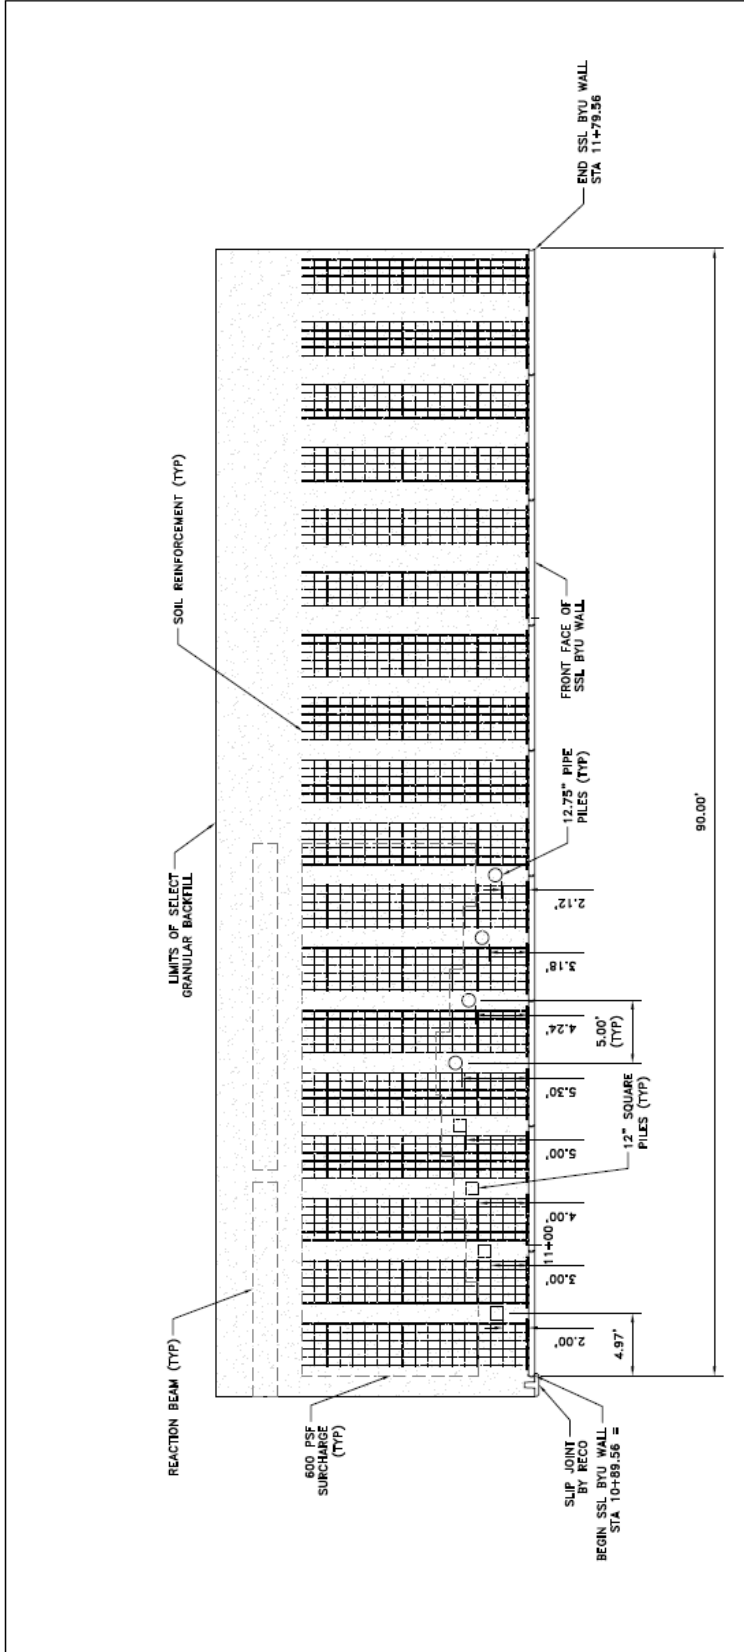 REACTION BEAM (TYP)
LIMITS OF SELECT
GRANULAR BACKFILL
SOIL REINFORCEMENT (TYP)
600 PSF
SURCHARGE
(TYP)
SLIP JOINT
BY RECO
BEGIN SSL BYU WALL
STA 10+89.56 =
2.00'
3.00'
4.00'
5.00'
5.30'
4.24'
3.18'
2.12'
4.97'
11+00
12" SQUARE
PILES (TYP)
5.00'
(TYP)
12.75" PIPE
PILES (TYP)
FRONT FACE OF
SSL BYU WALL
90.00'
END SSL BYU WALL
STA 11+79.56